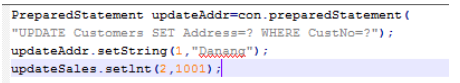 PreparedStatement updateAddr=con.preparedStatement(
"UPDATE Customers SET Address=? WHERE CustNo=?");
updateAddr.setString(1,"Danang");
updateSales.setInt(2,1001);